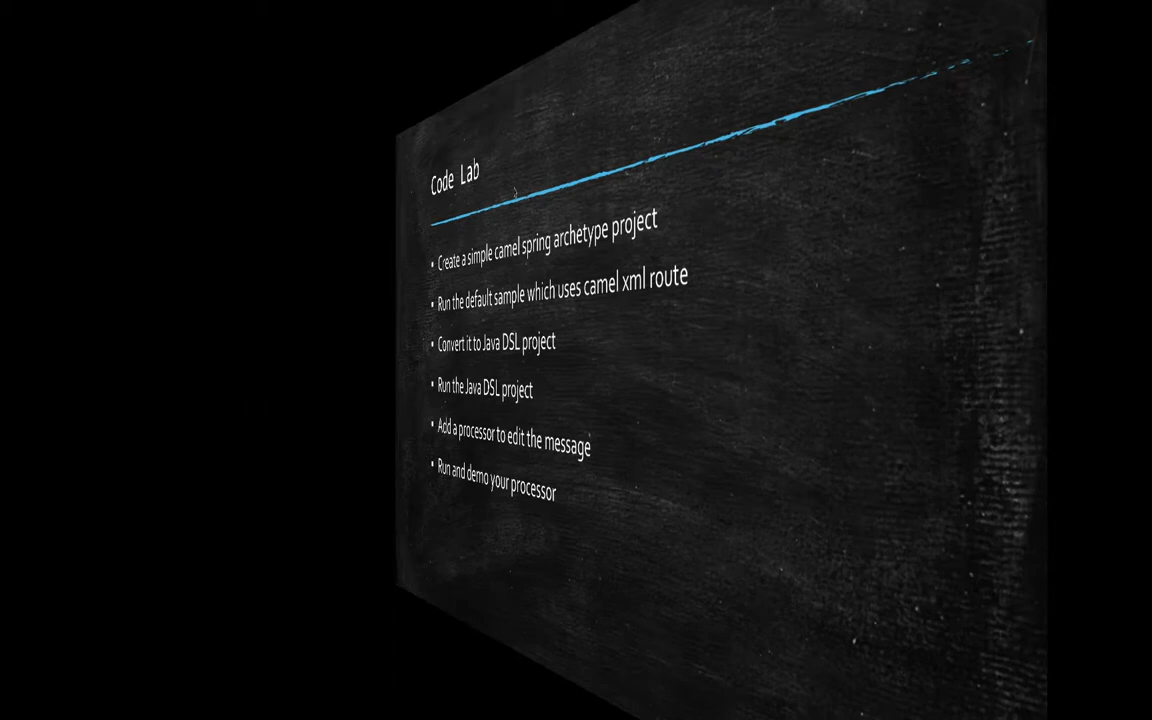 Code Lab
• Create a simple camel spring archetype project
• Run the default sample which uses camel xml route
• Convert it to Java DSL project
• Run the Java DSL project
• Add a processor to edit the message
• Run and demo your processor